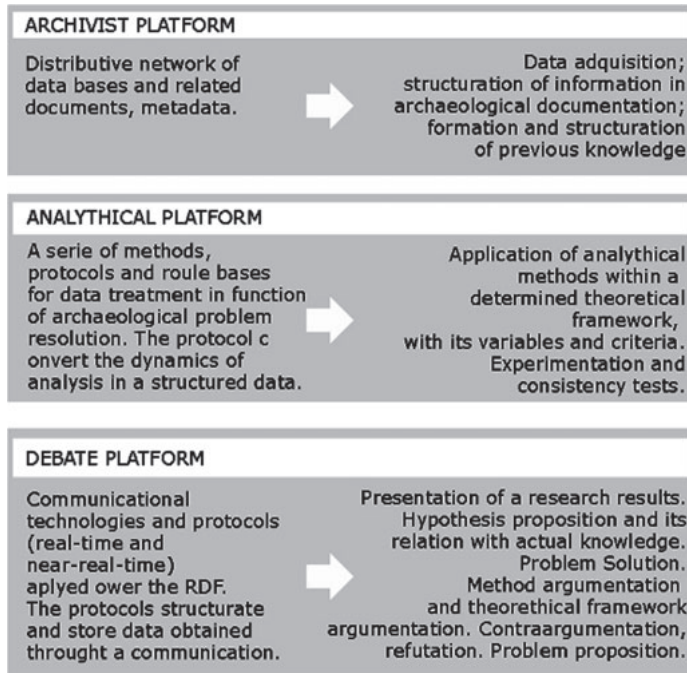 ARCHIVIST PLATFORM
Distributive network of
data bases and related
documents, metadata.
Data adquisition;
structuration of information in
archaeological documentation;
formation and structuration
of previous knowledge
ANALYTHICAL PLATFORM
A serie of methods,
protocols and roule bases
for data treatment in function
of archaeological problem
resolution. The protocol c
onvert the dynamics of
analysis in a structured data.
Application of analythical
methods within a
determined theoretical
framework,
with its variables and criteria.
Experimentation and
consistency tests.
DEBATE PLATFORM
Communicational
technologies and protocols
(real-time and
near-real-time)
aplyed ower the RDF.
The protocols structurate
and store data obtained
throught a communication.
Presentation of a research results.
Hypothesis proposition and its
relation with actual knowledge.
Problem Solution.
Method argumentation
and theorethical framework
argumentation. Contraargumentation,
refutation. Problem proposition.